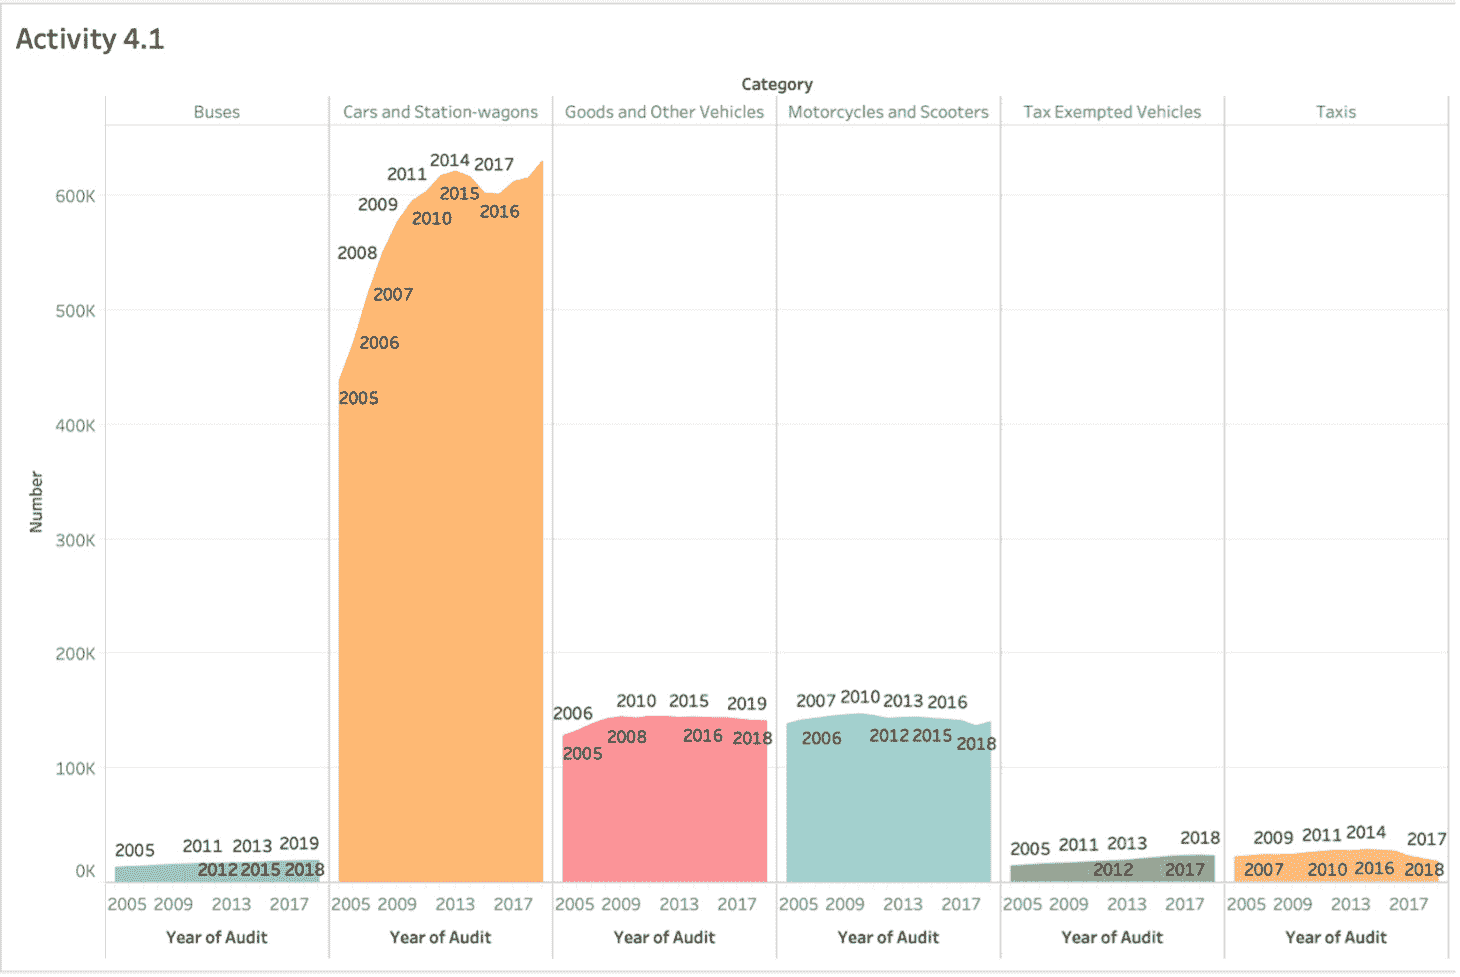 Activity 4.1
Category
Buses
Cars and Station-wagons
Goods and Other Vehicles
Motorcycles and Scooters
Tax Exempted Vehicles
Taxis
Number
600K
500K
400K
300K
200K
100K
0K
2005
2011
2013
2019
2012
2015
2018
2014
2017
2011
2015
2009
2016
2010
2008
2007
2006
2005
2010
2015
2019
2006
2008
2016
2018
2005
2007
2010
2013
2016
2006
2012
2015
2018
2005
2011
2013
2018
2012
2017
2009
2011
2014
2017
2007
2010
2016
2018
2005 2009 2013 2017
2005 2009 2013 2017
2005 2009 2013 2017
2005 2009 2013 2017
2005 2009 2013 2017
2005 2009 2013 2017
Year of Audit
Year of Audit
Year of Audit
Year of Audit
Year of Audit
Year of Audit